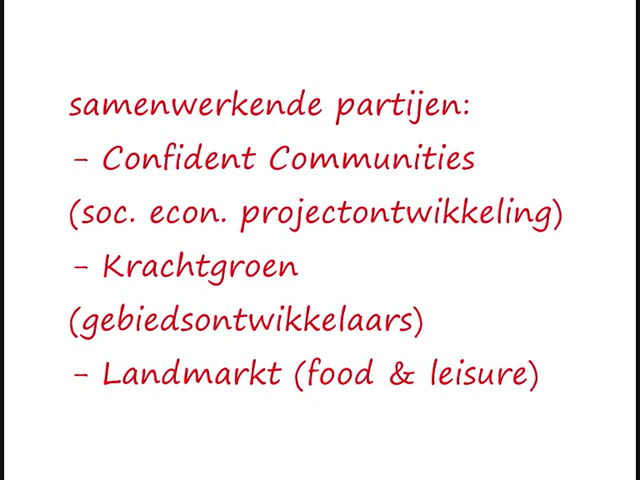 samenwerkende partijen:
- Confident Communities
(soc. econ. projectontwikkeling)
- Krachtgroen
(gebiedsontwikkelaars)
- Landmarkt (food & leisure)